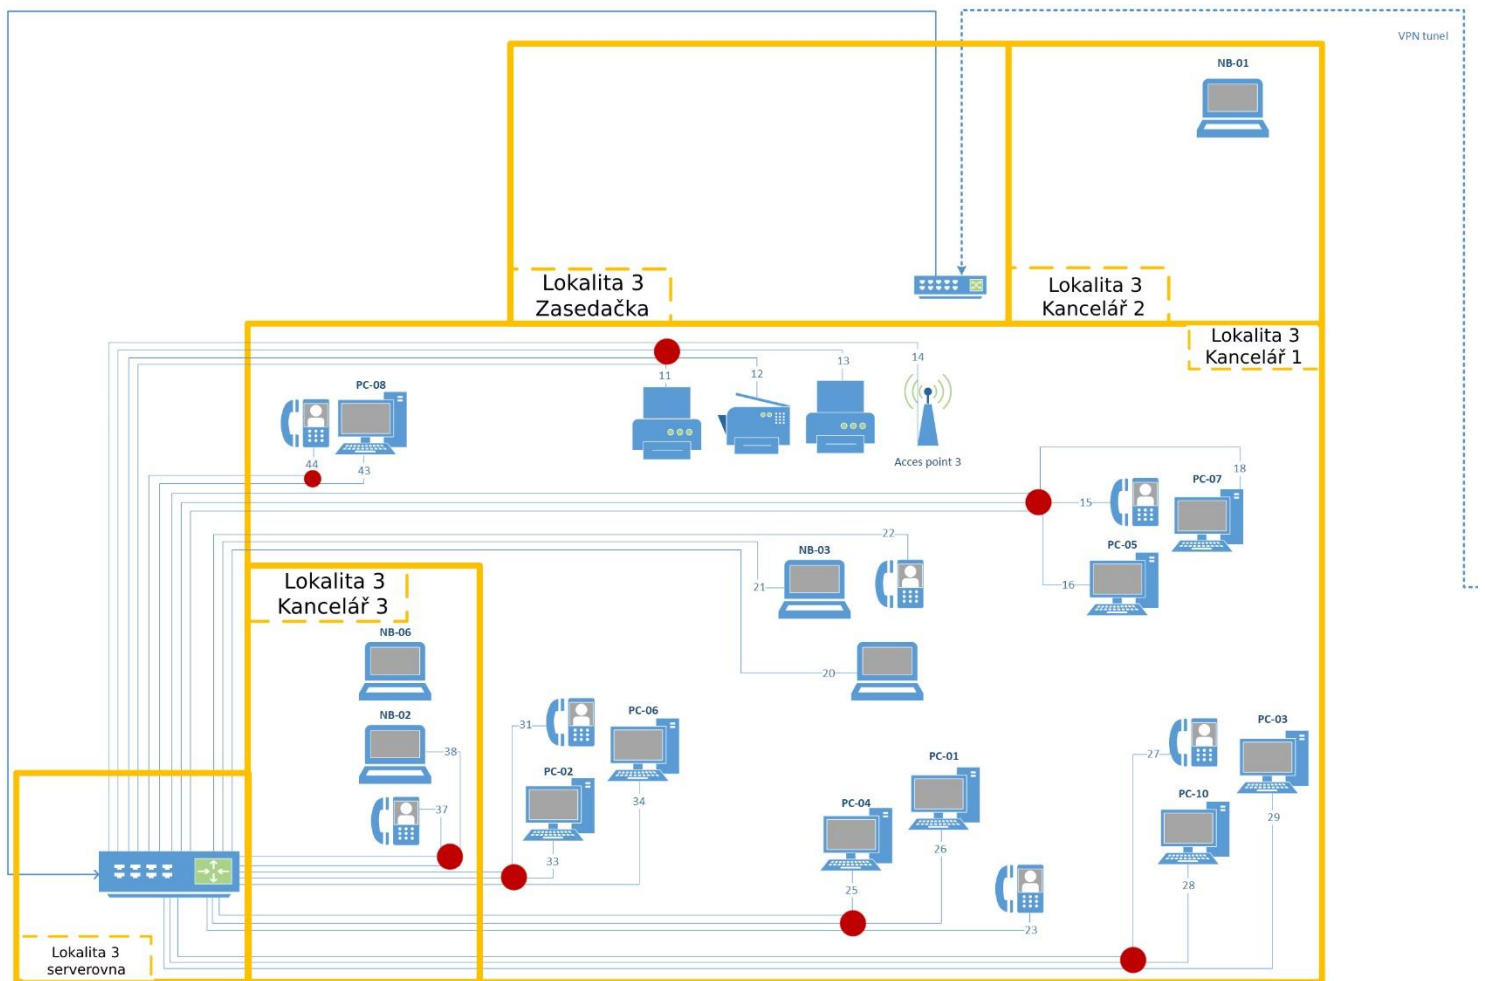 VPN tunel
NB-01
Lokalita 3
Zasedačka
Lokalita 3
Kancelář 2
Lokalita 3
Kancelář 1
11
12
13
14
PC-08
44
43
Acces point 3
18
PC-07
15
PC-05
16
22
NB-03
21
20
Lokalita 3
Kancelář 3
NB-06
NB-02
38
37
31
PC-06
PC-02
34
33
PC-01
PC-04
26
25
23
PC-03
27
PC-10
29
28
Lokalita 3
serverovna